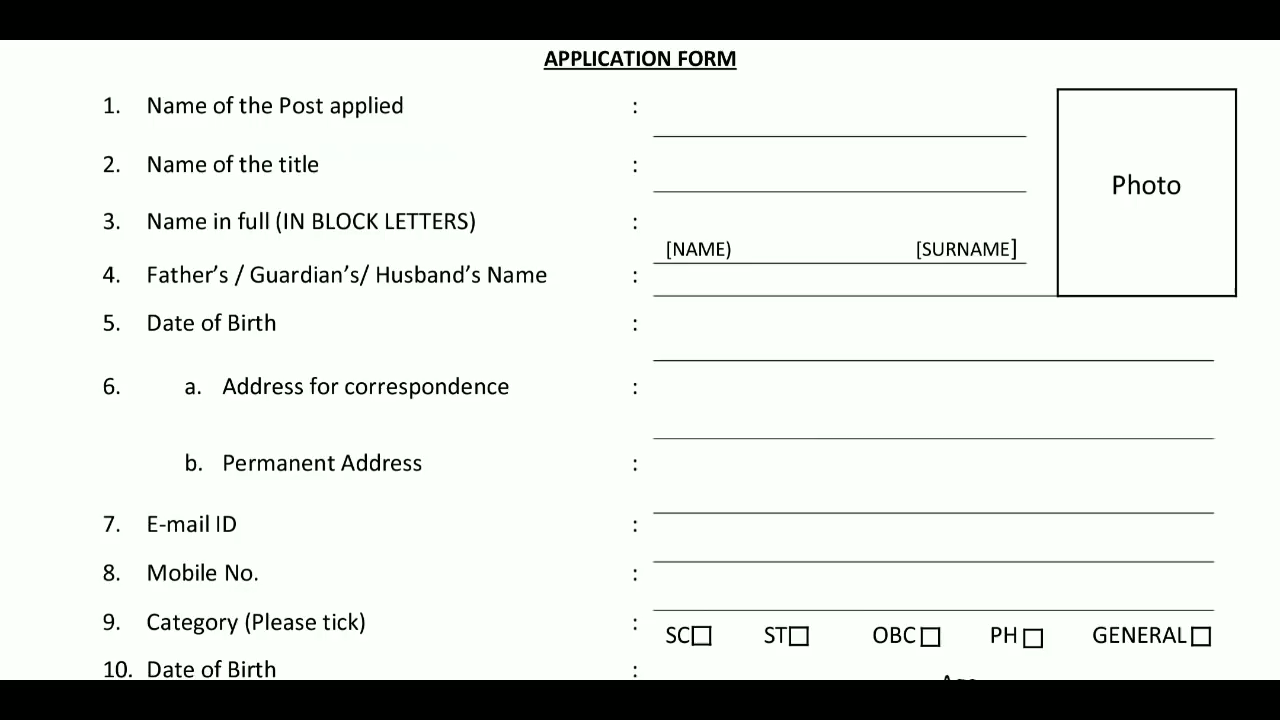 APPLICATION FORM
1. Name of the Post applied :
Photo
2. Name of the title :
3. Name in full (IN BLOCK LETTERS) :
[NAME) [SURNAME]
4. Father’s / Guardian’s/ Husband’s Name :
5. Date of Birth
6. a. Address for correspondence :
b. Permanent Address :
7. E-mail ID :
8. Mobile No. :
9. Category (Please tick) :
SC☐ ST☐ OBC☐ PH☐ GENERAL☐
10. Date of Birth :